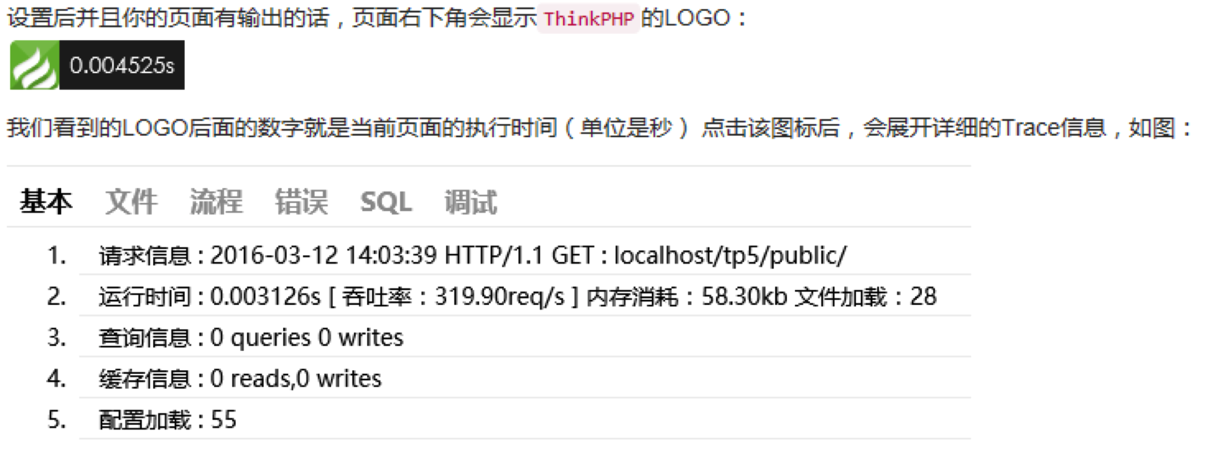 设置后并且你的页面有输出的话，页面右下角会显示 ThinkPHP 的LOGO：
0.004525s
我们看到的LOGO后面的数字就是当前页面的执行时间（单位是秒） 点击该图标后，会展开详细的Trace信息，如图：
基本 文件 流程 错误 SQL 调试
1. 请求信息 : 2016-03-12 14:03:39 HTTP/1.1 GET : localhost/tp5/public/
2. 运行时间 : 0.003126s [ 吞吐率：319.90req/s ] 内存消耗：58.30kb 文件加载：28
3. 查询信息 : 0 queries 0 writes
4. 缓存信息 : 0 reads,0 writes
5. 配置加载 : 55